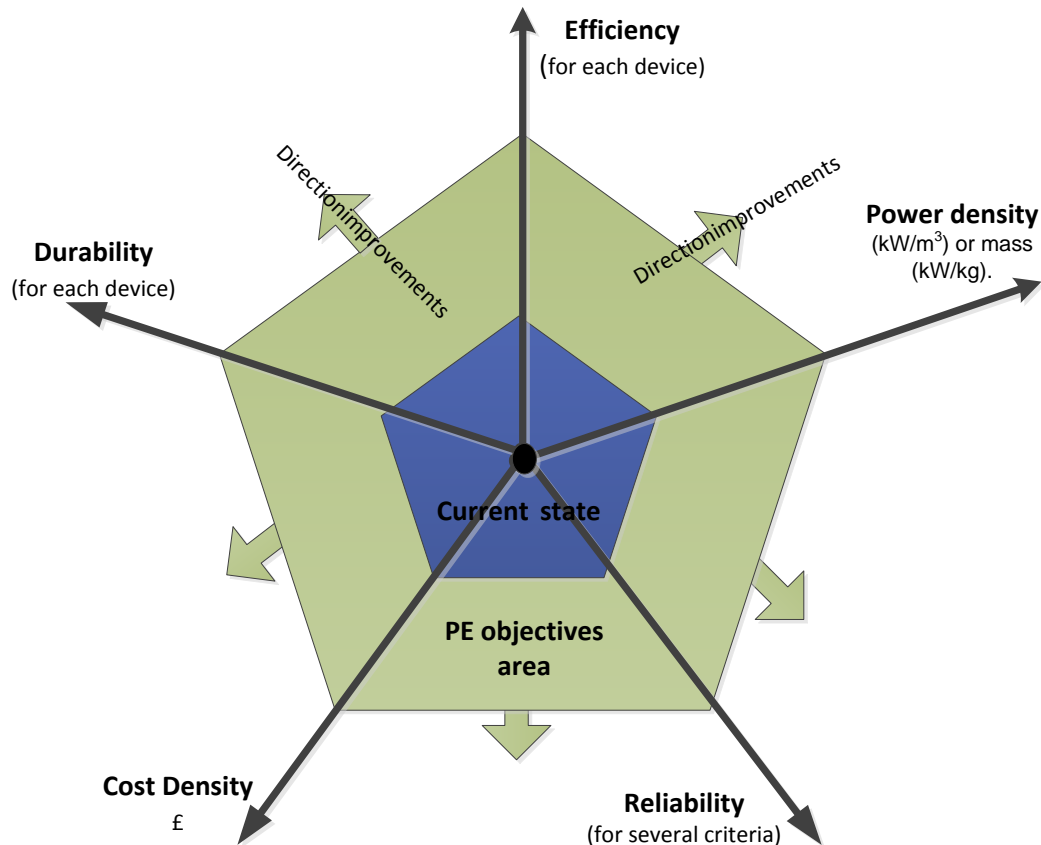 Efficiency
(for each device)
Directionimprovements
Directionimprovements
Power density
(kW/m³) or mass
(kW/kg).
Durability
(for each device)
Current state
PE objectives
area
Cost Density
£
Reliability
(for several criteria)